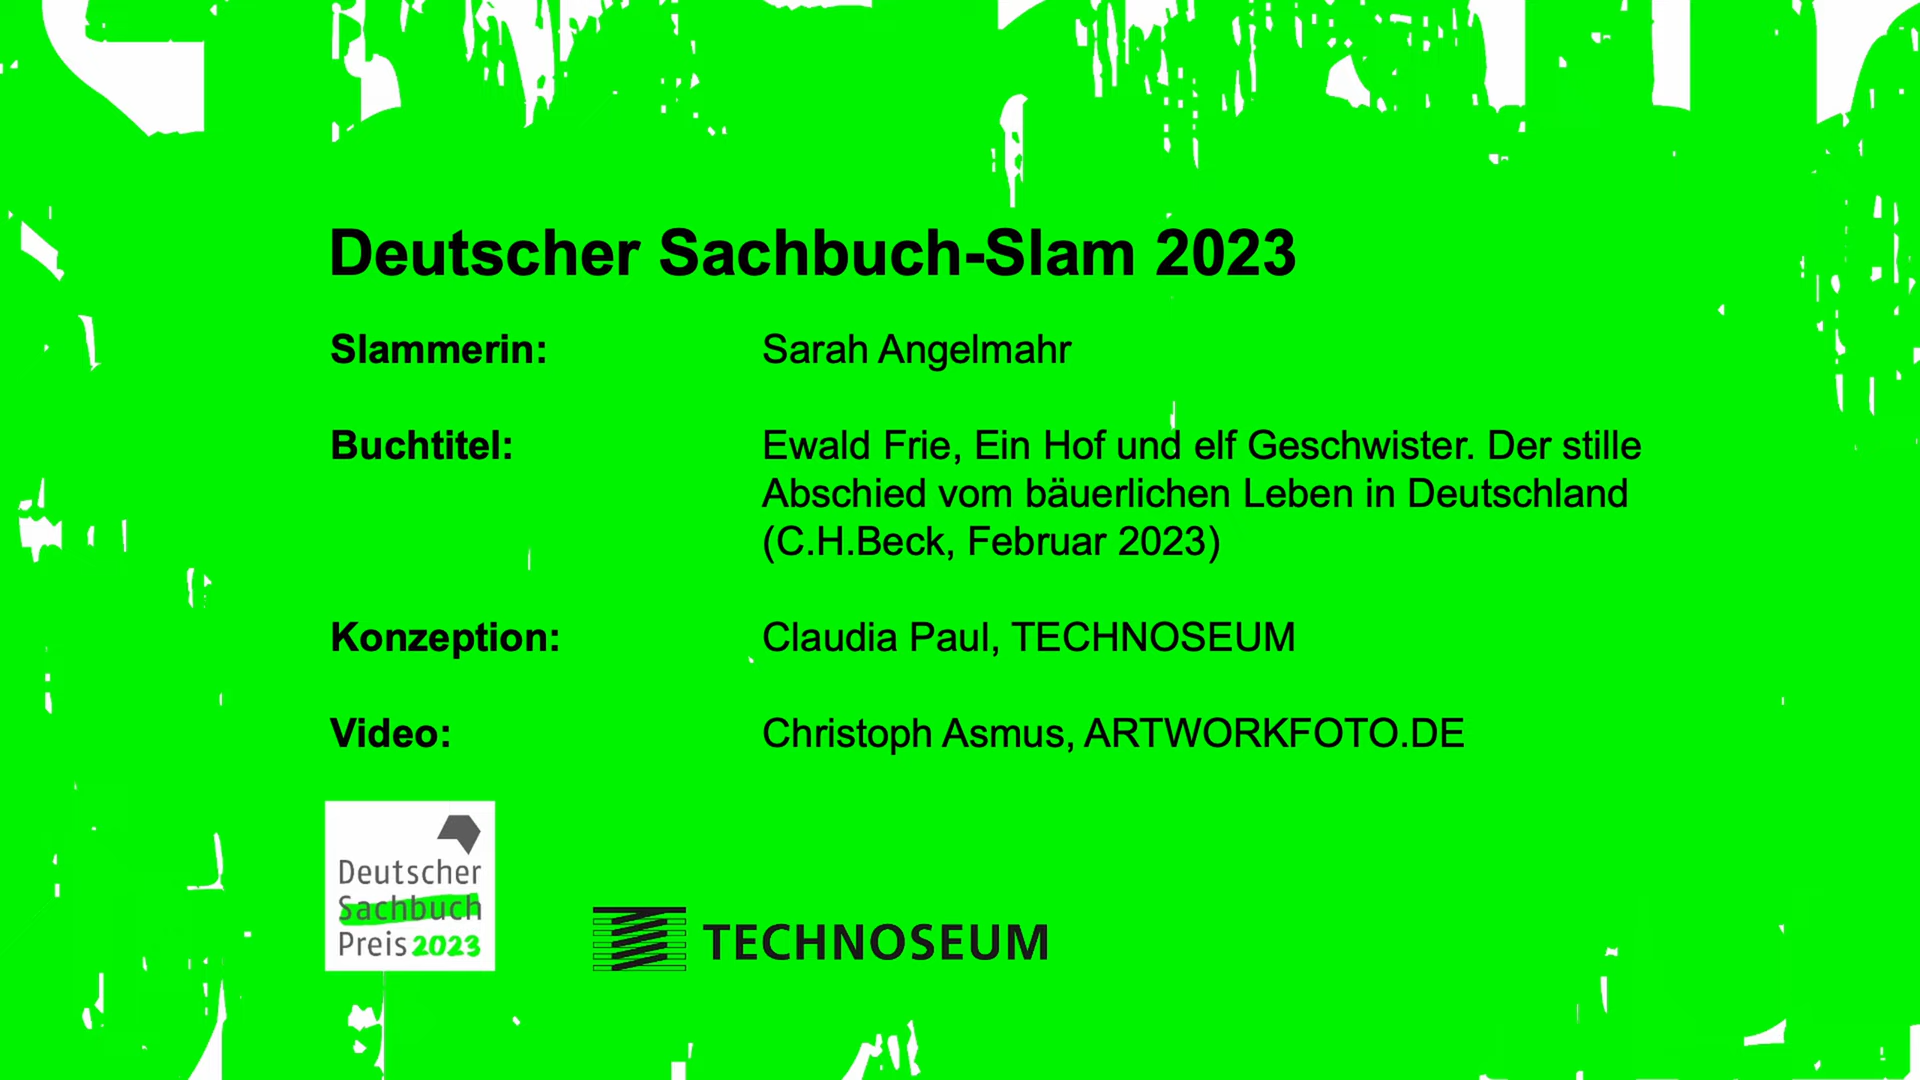 Deutscher Sachbuch-Slam 2023
Slammerin: Sarah Angelmahr
Buchtitel: Ewald Frie, Ein Hof und elf Geschwister. Der stille
Abschied vom bäuerlichen Leben in Deutschland
(C.H.Beck, Februar 2023)
Konzeption: Claudia Paul, TECHNOSEUM
Video: Christoph Asmus, ARTWORKFOTO.DE
Deutscher
Sachbuch
Preis 2023
TECHNOSEUM